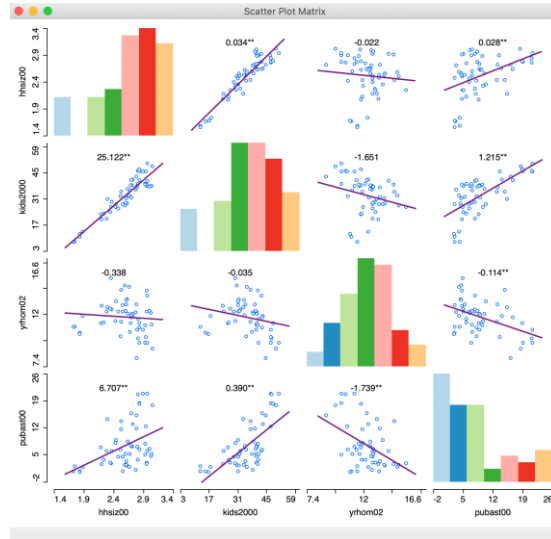 Scatter Plot Matrix
hhsiz00
1.4 1.9 2.4 2.9 3.4
0.034**
-0.022
0.028**
kids2000
3 17 31 45 59
25.122**
-1.651
1.215**
yrhom02
7.4 12 16.6
-0.338
-0.035
-0.114**
pubast00
-2 5 12 19 26
6.707**
0.390**
-1.739**
1.4 1.9 2.4 2.9 3.4
3 17 31 45 59
7.4 12 16.6
-2 5 12 19 26
hhsiz00
kids2000
yrhom02
pubast00